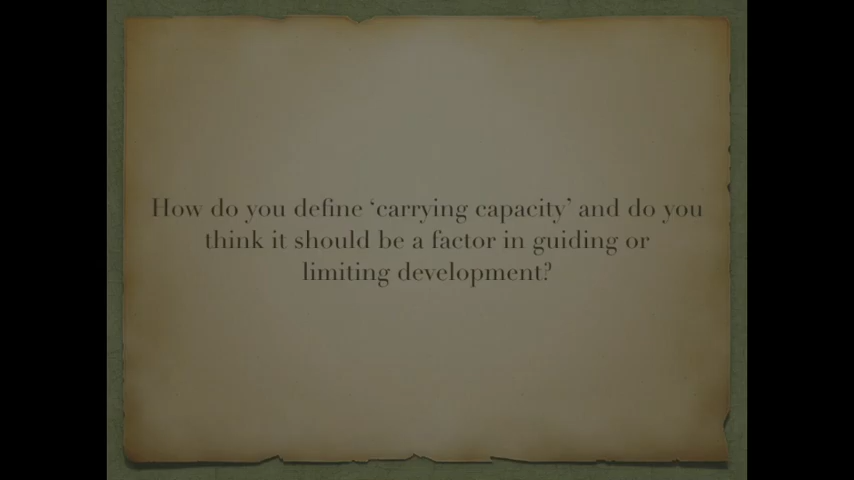 How do you define ‘carrying capacity’ and do you
think it should be a factor in guiding or
limiting development?